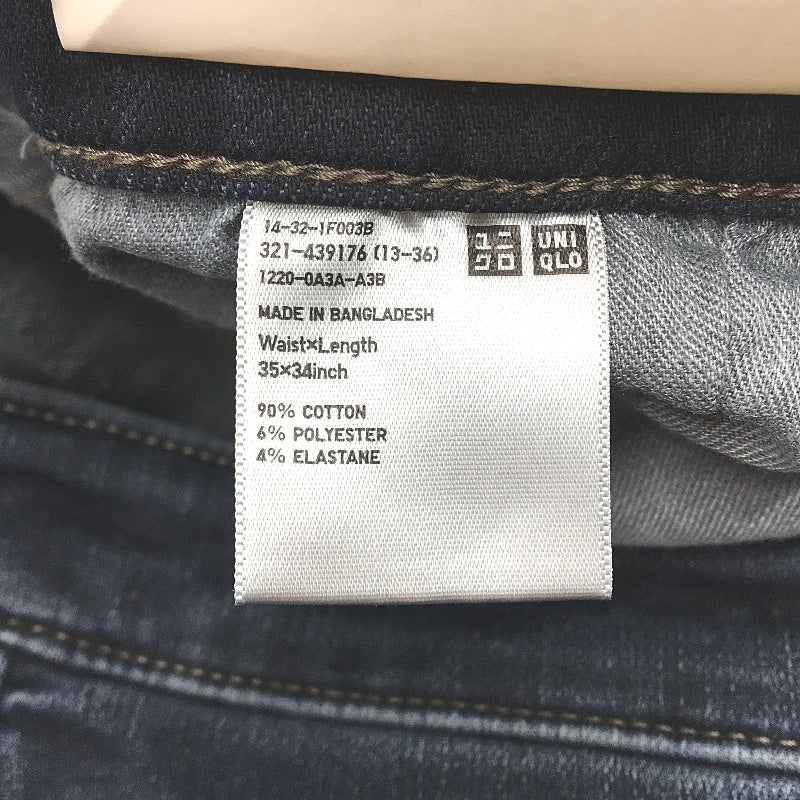 14-32-1F003B
321-439176 (13-36)
1220-0A3A-A3B
ユニ
クロ
UNI
QLO
MADE IN BANGLADESH
Waist×Length
35×34inch
90% COTTON
6% POLYESTER
4% ELASTANE